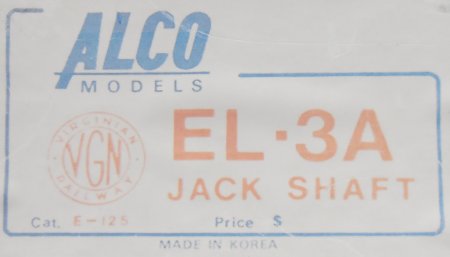 ALCO
MODELS
EL-3A
JACK SHAFT
VIRGINIAN
VGN
RAILWAY
Cat. E-125 Price $
MADE IN KOREA